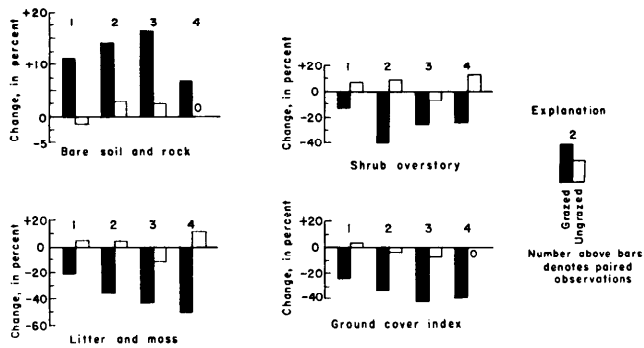 Change, in percent
+20
+10
0
-5
1 2 3 4
0
Bare soil and rock
Change, in percent
+20
0
-20
-40
1 2 3 4
Shrub overstory
Change, in percent
+20
0
-20
-40
-60
1 2 3 4
Litter and moss
Change, in percent
+20
0
-20
-40
1 2 3 4
0
Ground cover index
Explanation
2
Grazed
Ungrazed
Number above bars
denotes paired
observations